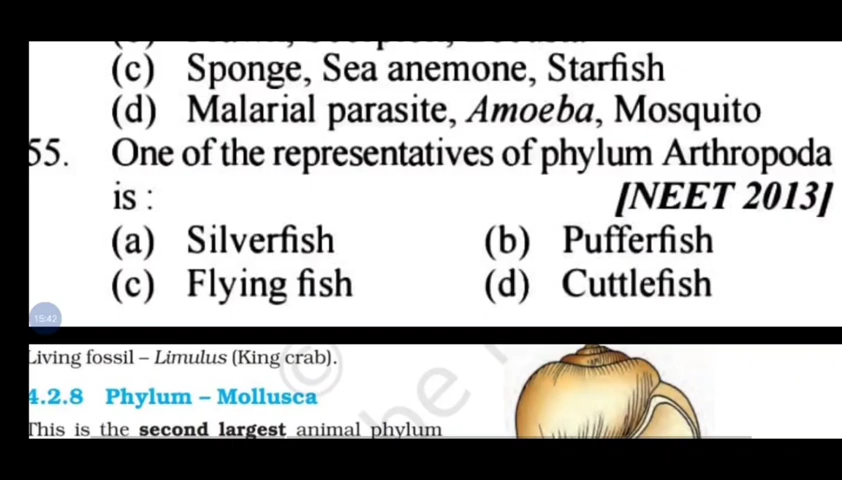 (c) Sponge, Sea anemone, Starfish
(d) Malarial parasite, Amoeba, Mosquito
55. One of the representatives of phylum Arthropoda
is : [NEET 2013]
(a) Silverfish (b) Pufferfish
(c) Flying fish (d) Cuttlefish
15:42
Living fossil – Limulus (King crab).
4.2.8 Phylum – Mollusca
This is the second largest animal phylum
be